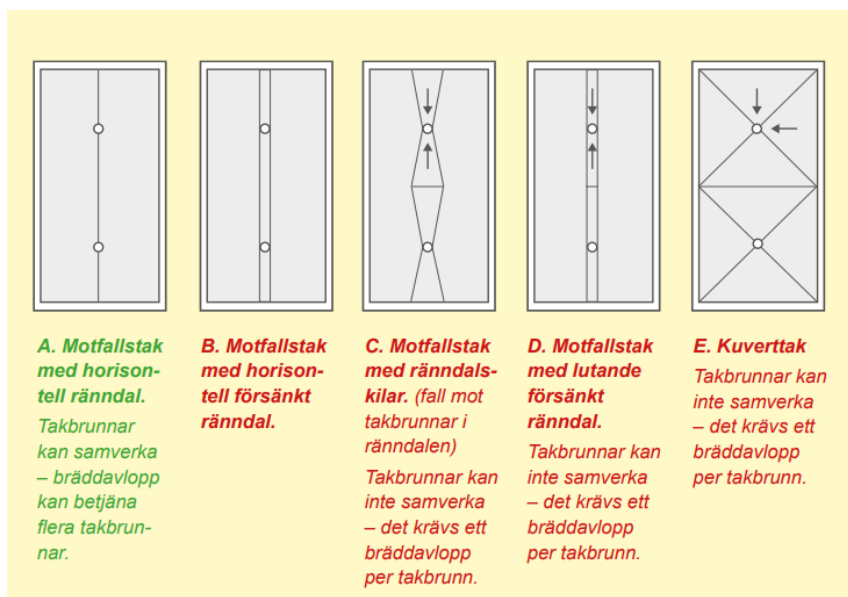 A. Motfallstak
med horison-
tell ränndal.
Takbrunnar
kan samverka
– bräddavlopp
kan betjäna
flera takbrun-
nar.
B. Motfallstak
med horison-
tell försänkt
ränndal.
C. Motfallstak
med ränndals-
kilar. (fall mot
takbrunnar i
ränndalen)
Takbrunnar kan
inte samverka
– det krävs ett
bräddavlopp
per takbrunn.
D. Motfallstak
med lutande
försänkt
ränndal.
Takbrunnar kan
inte samverka
– det krävs ett
bräddavlopp
per takbrunn.
E. Kuverttak
Takbrunnar kan
inte samverka
– det krävs ett
bräddavlopp
per takbrunn.